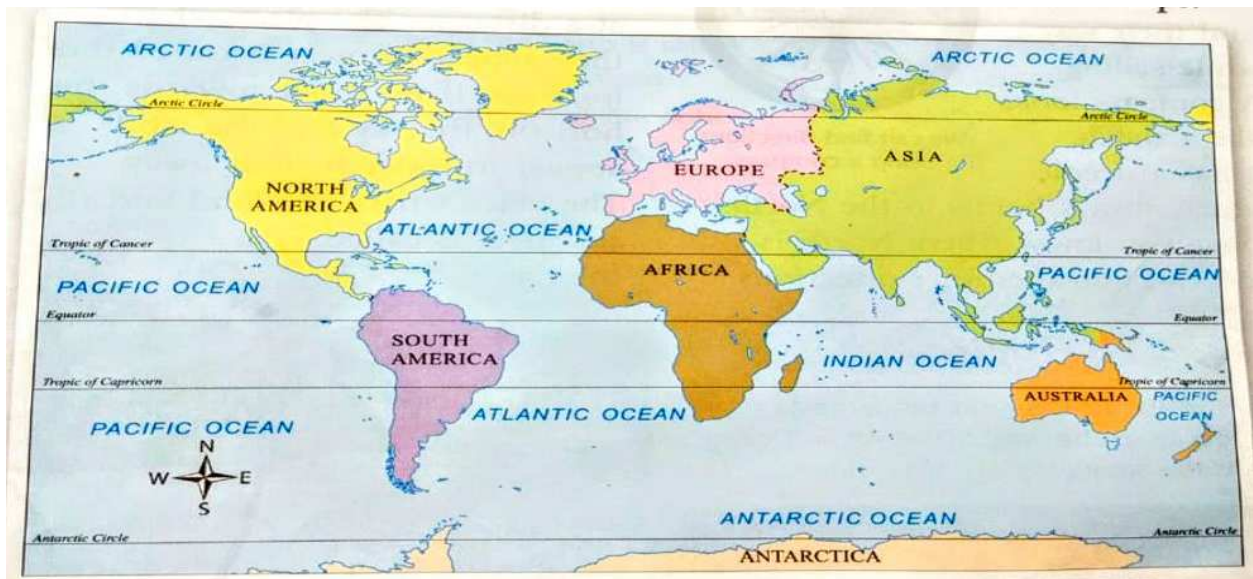 ARCTIC OCEAN
ARCTIC OCEAN
Arctic Circle
Arctic Circle
EUROPE
ASIA
NORTH
AMERICA
ATLANTIC OCEAN
Tropic of Cancer
Tropic of Cancer
AFRICA
PACIFIC OCEAN
PACIFIC OCEAN
Equator
Equator
SOUTH
AMERICA
INDIAN OCEAN
Tropic of Capricorn
Tropic of Capricorn
AUSTRALIA
PACIFIC
OCEAN
ATLANTIC OCEAN
PACIFIC OCEAN
N
W E
S
ANTARCTIC OCEAN
Antarctic Circle
Antarctic Circle
ANTARCTICA